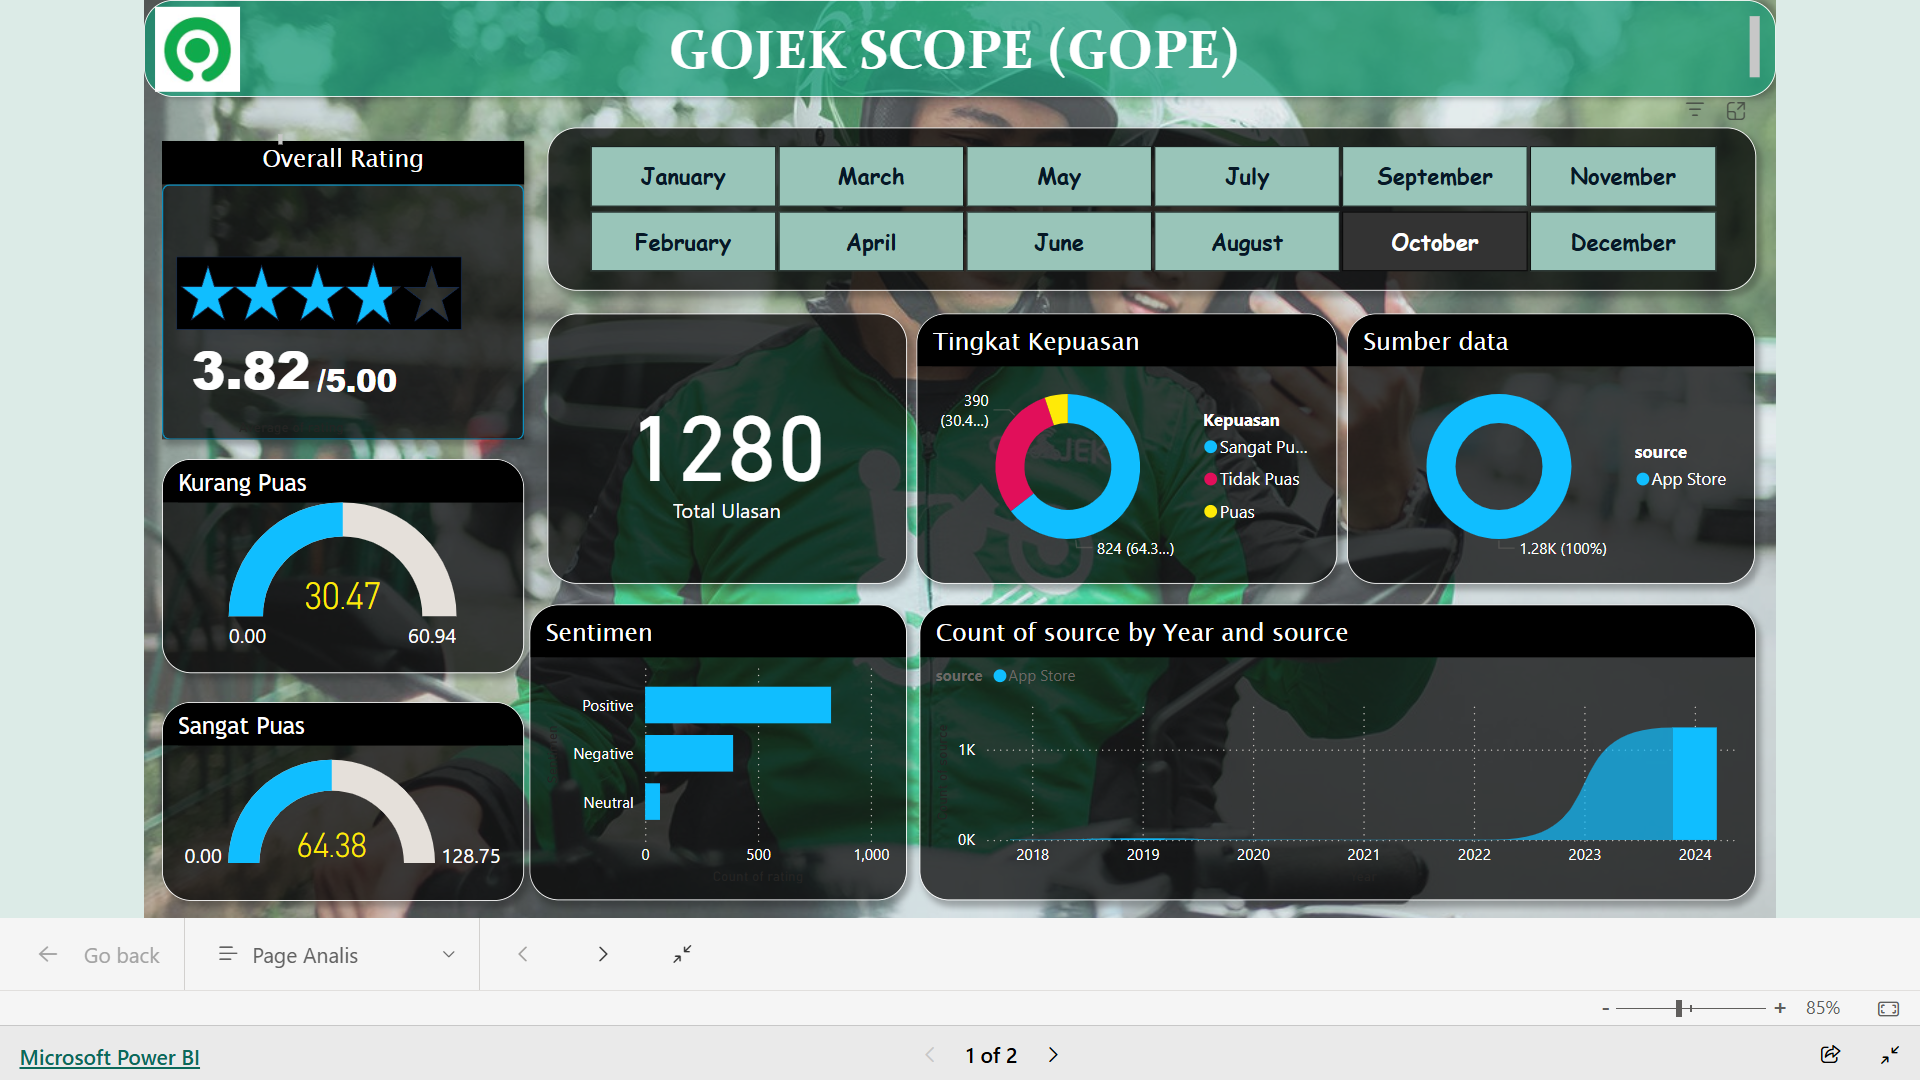 GOJEK SCOPE (GOPE)
Overall Rating
3.82 /5.00
January
March
May
July
September
November
February
April
June
August
October
December
Kurang Puas
30.47
0.00
60.94
Sangat Puas
64.38
0.00
128.75
1280
Total Ulasan
Tingkat Kepuasan
390
(30.4...)
824 (64.3...)
Kepuasan
Sangat Pu...
Tidak Puas
Puas
Sumber data
1.28K (100%)
source
App Store
Sentimen
Positive
Negative
Neutral
0
500
1,000
Count of rating
Count of source by Year and source
source App Store
1K
0K
2018
2019
2020
2021
2022
2023
2024
Go back
Page Analis
- + 85%
Microsoft Power BI
1 of 2